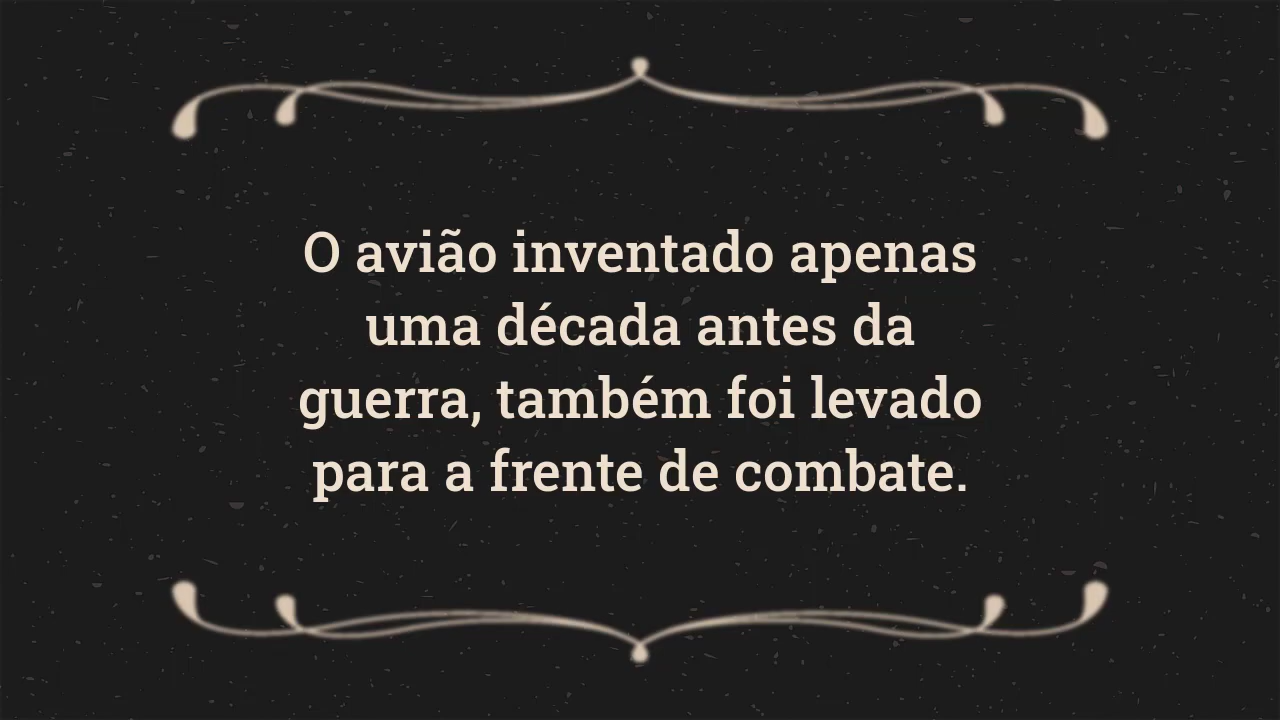 O avião inventado apenas
uma década antes da
guerra, também foi levado
para a frente de combate.